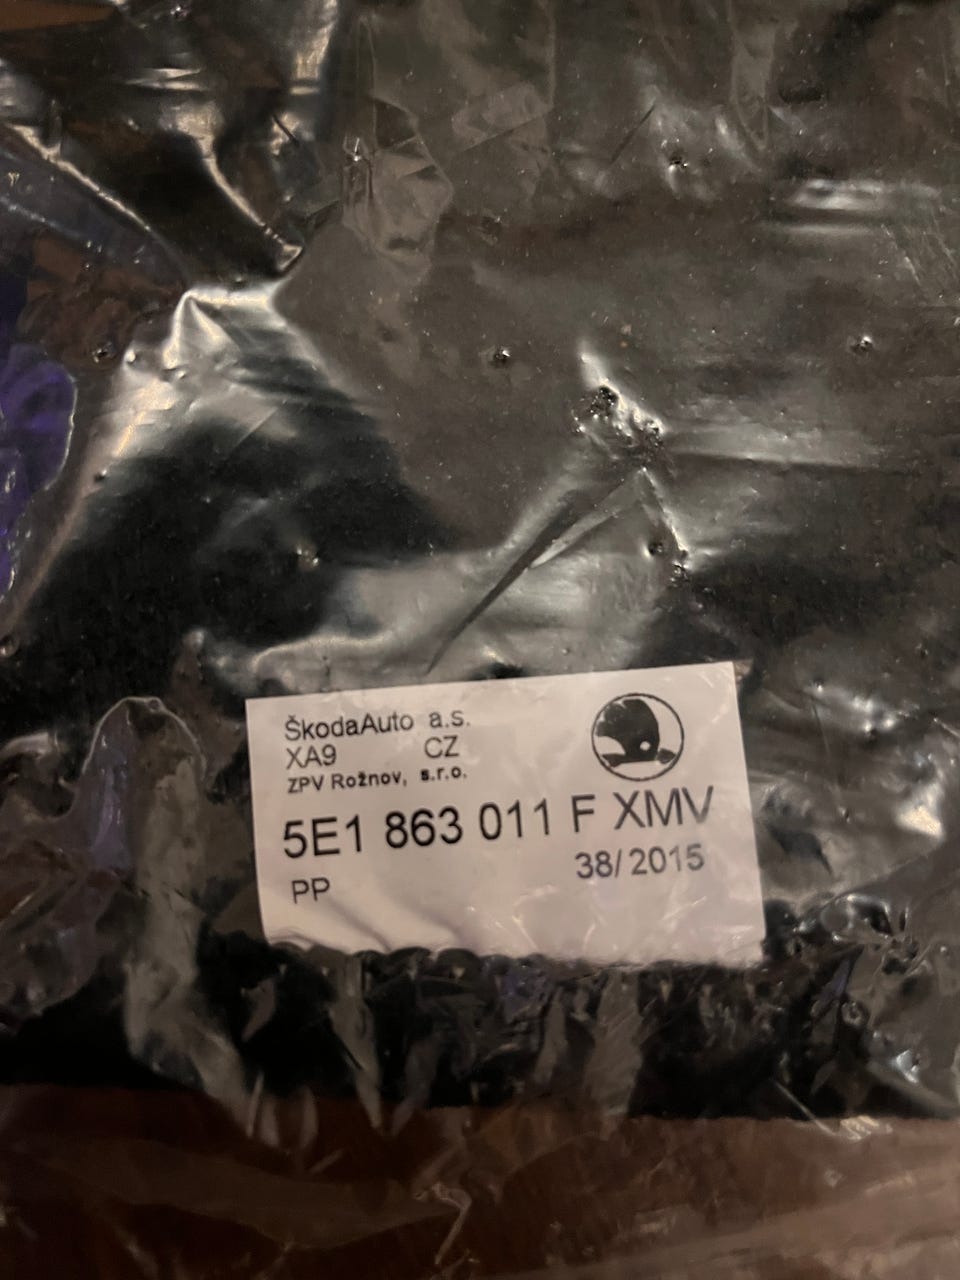 ŠkodaAuto a.s.
XA9 CZ
ZPV Rožnov, s.r.o.
5E1 863 011 F XMV
38/2015
PP